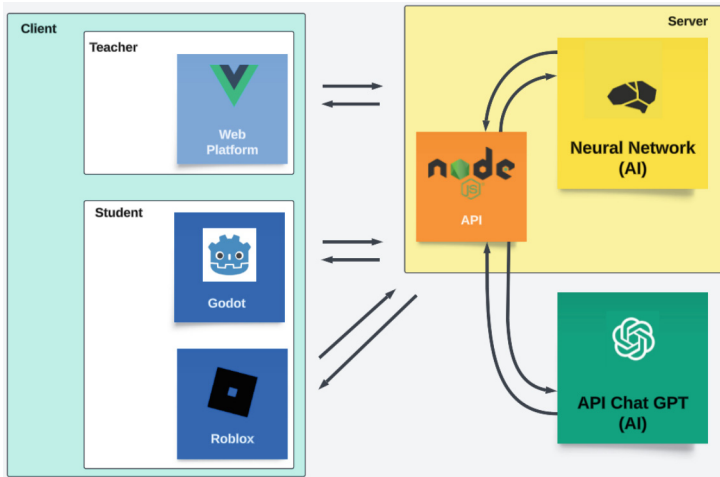 Client
Teacher
Web
Platform
Student
Godot
Roblox
Server
node
JS
API
Neural Network
(AI)
API Chat GPT
(AI)